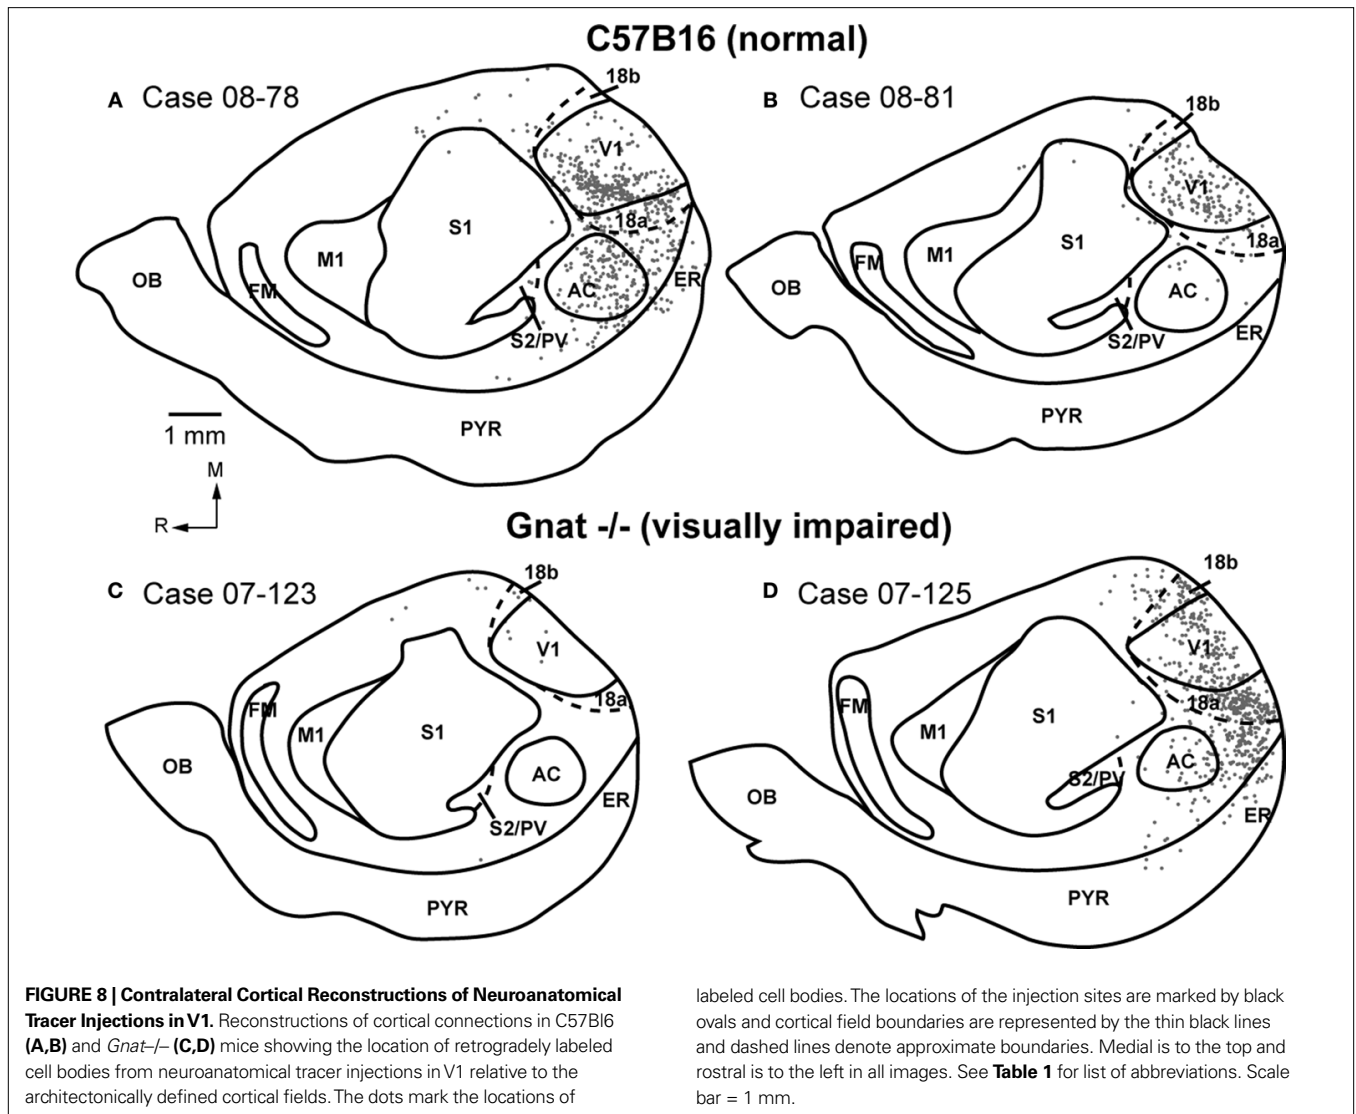 C57B16 (normal)
A Case 08-78
18b
V1
18a
S1
M1
OB
FM
AC
ER
S2/PV
PYR
1 mm
M
R
B Case 08-81
18b
V1
18a
S1
M1
FM
OB
AC
ER
S2/PV
PYR
Gnat -/- (visually impaired)
C Case 07-123
18b
V1
18a
FM
M1
S1
OB
AC
ER
S2/PV
PYR
D Case 07-125
18b
V1
18a
FM
M1
S1
AC
S2/PV
OB
ER
PYR
FIGURE 8 | Contralateral Cortical Reconstructions of Neuroanatomical
Tracer Injections in V1. Reconstructions of cortical connections in C57Bl6
(A,B) and Gnat–/– (C,D) mice showing the location of retrogradely labeled
cell bodies from neuroanatomical tracer injections in V1 relative to the
architectonically defined cortical fields. The dots mark the locations of
labeled cell bodies. The locations of the injection sites are marked by black
ovals and cortical field boundaries are represented by the thin black lines
and dashed lines denote approximate boundaries. Medial is to the top and
rostral is to the left in all images. See Table 1 for list of abbreviations. Scale
bar = 1 mm.